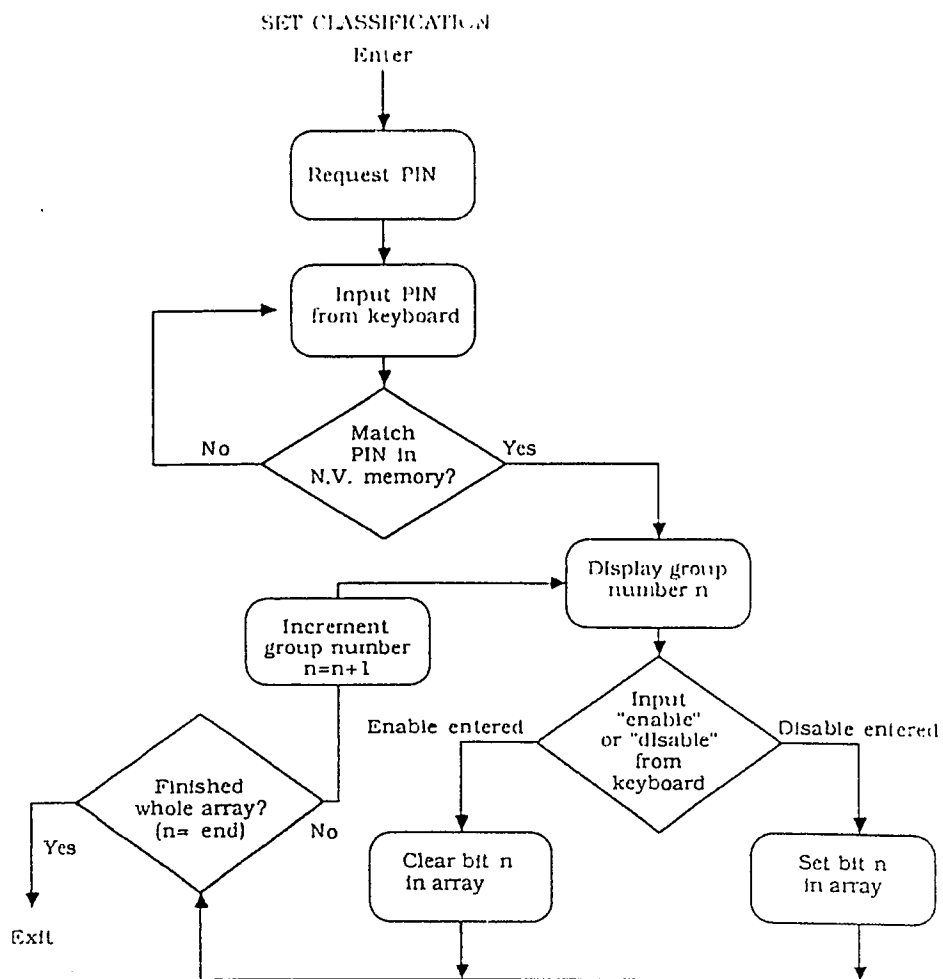 SET CLASSIFICATION
Enter
Request PIN
Input PIN
from keyboard
No
Match
PIN in
N.V. memory?
Yes
Display group
number n
Increment
group number
n=n+1
Input
"enable"
or "disable"
from
keyboard
Enable entered
Disable entered
Finished
whole array?
(n= end)
Yes
No
Clear bit n
in array
Set bit n
in array
Exit